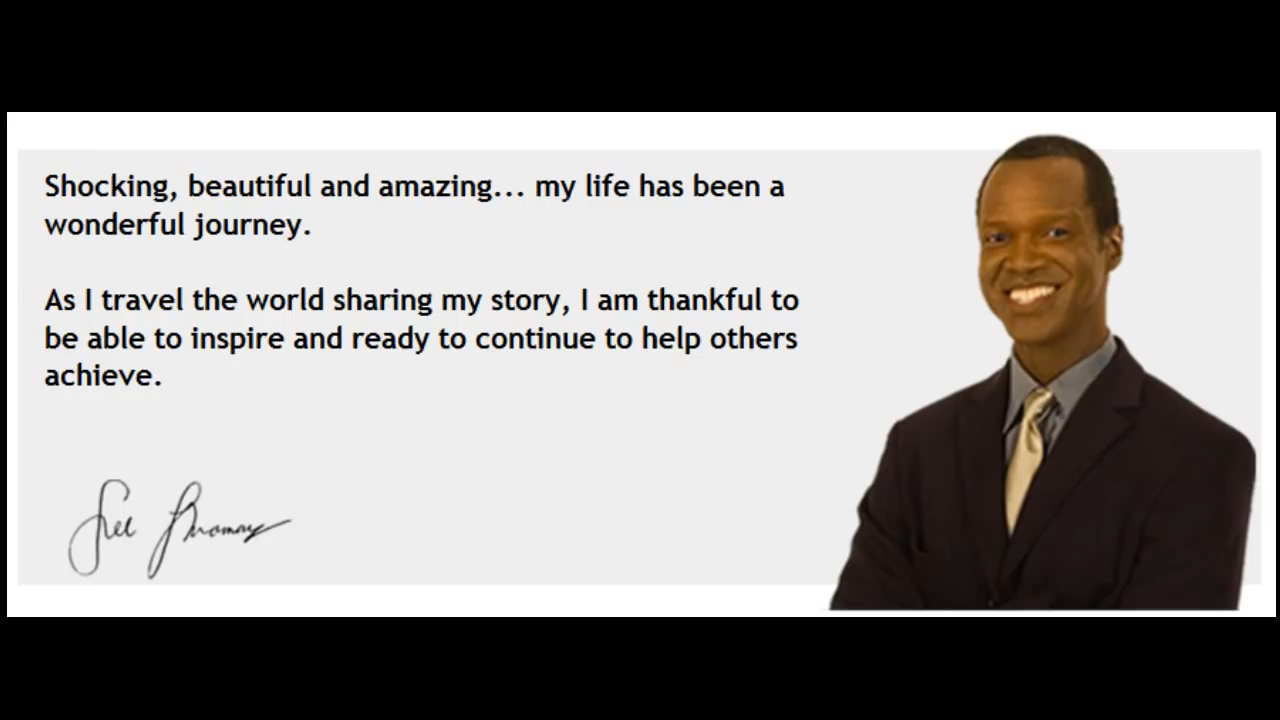 Shocking, beautiful and amazing... my life has been a
wonderful journey.
As I travel the world sharing my story, I am thankful to
be able to inspire and ready to continue to help others
achieve.